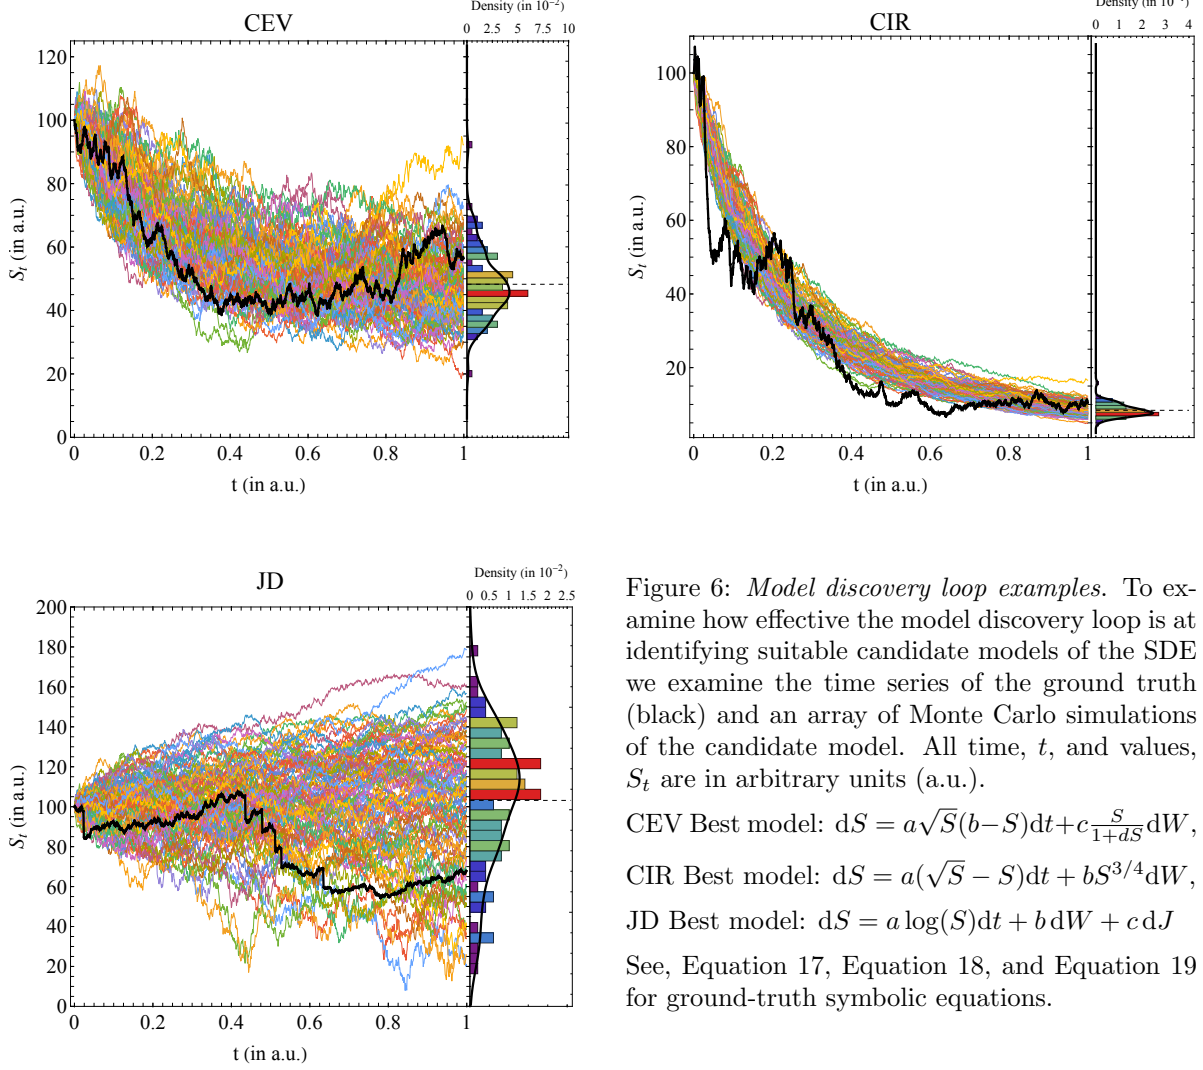 Density (in 10⁻²)
CEV
0 2.5 5 7.5 10
120
100
80
60
40
20
0
S_t (in a.u.)
0 0.2 0.4 0.6 0.8 1
t (in a.u.)
CIR
0 1 2 3 4
100
80
60
40
20
S_t (in a.u.)
0 0.2 0.4 0.6 0.8 1
t (in a.u.)
JD
Density (in 10⁻²)
0 0.5 1 1.5 2 2.5
200
180
160
140
120
100
80
60
40
20
0
S_t (in a.u.)
0 0.2 0.4 0.6 0.8 1
t (in a.u.)
Figure 6: Model discovery loop examples. To ex-
amine how effective the model discovery loop is at
identifying suitable candidate models of the SDE
we examine the time series of the ground truth
(black) and an array of Monte Carlo simulations
of the candidate model. All time, t, and values,
S_t are in arbitrary units (a.u.).
CEV Best model: dS = a√S(b−S)dt+c S/(1+dS) dW,
CIR Best model: dS = a(√S − S)dt + bS^{3/4}dW,
JD Best model: dS = a log(S)dt + b dW + c dJ
See, Equation 17, Equation 18, and Equation 19
for ground-truth symbolic equations.